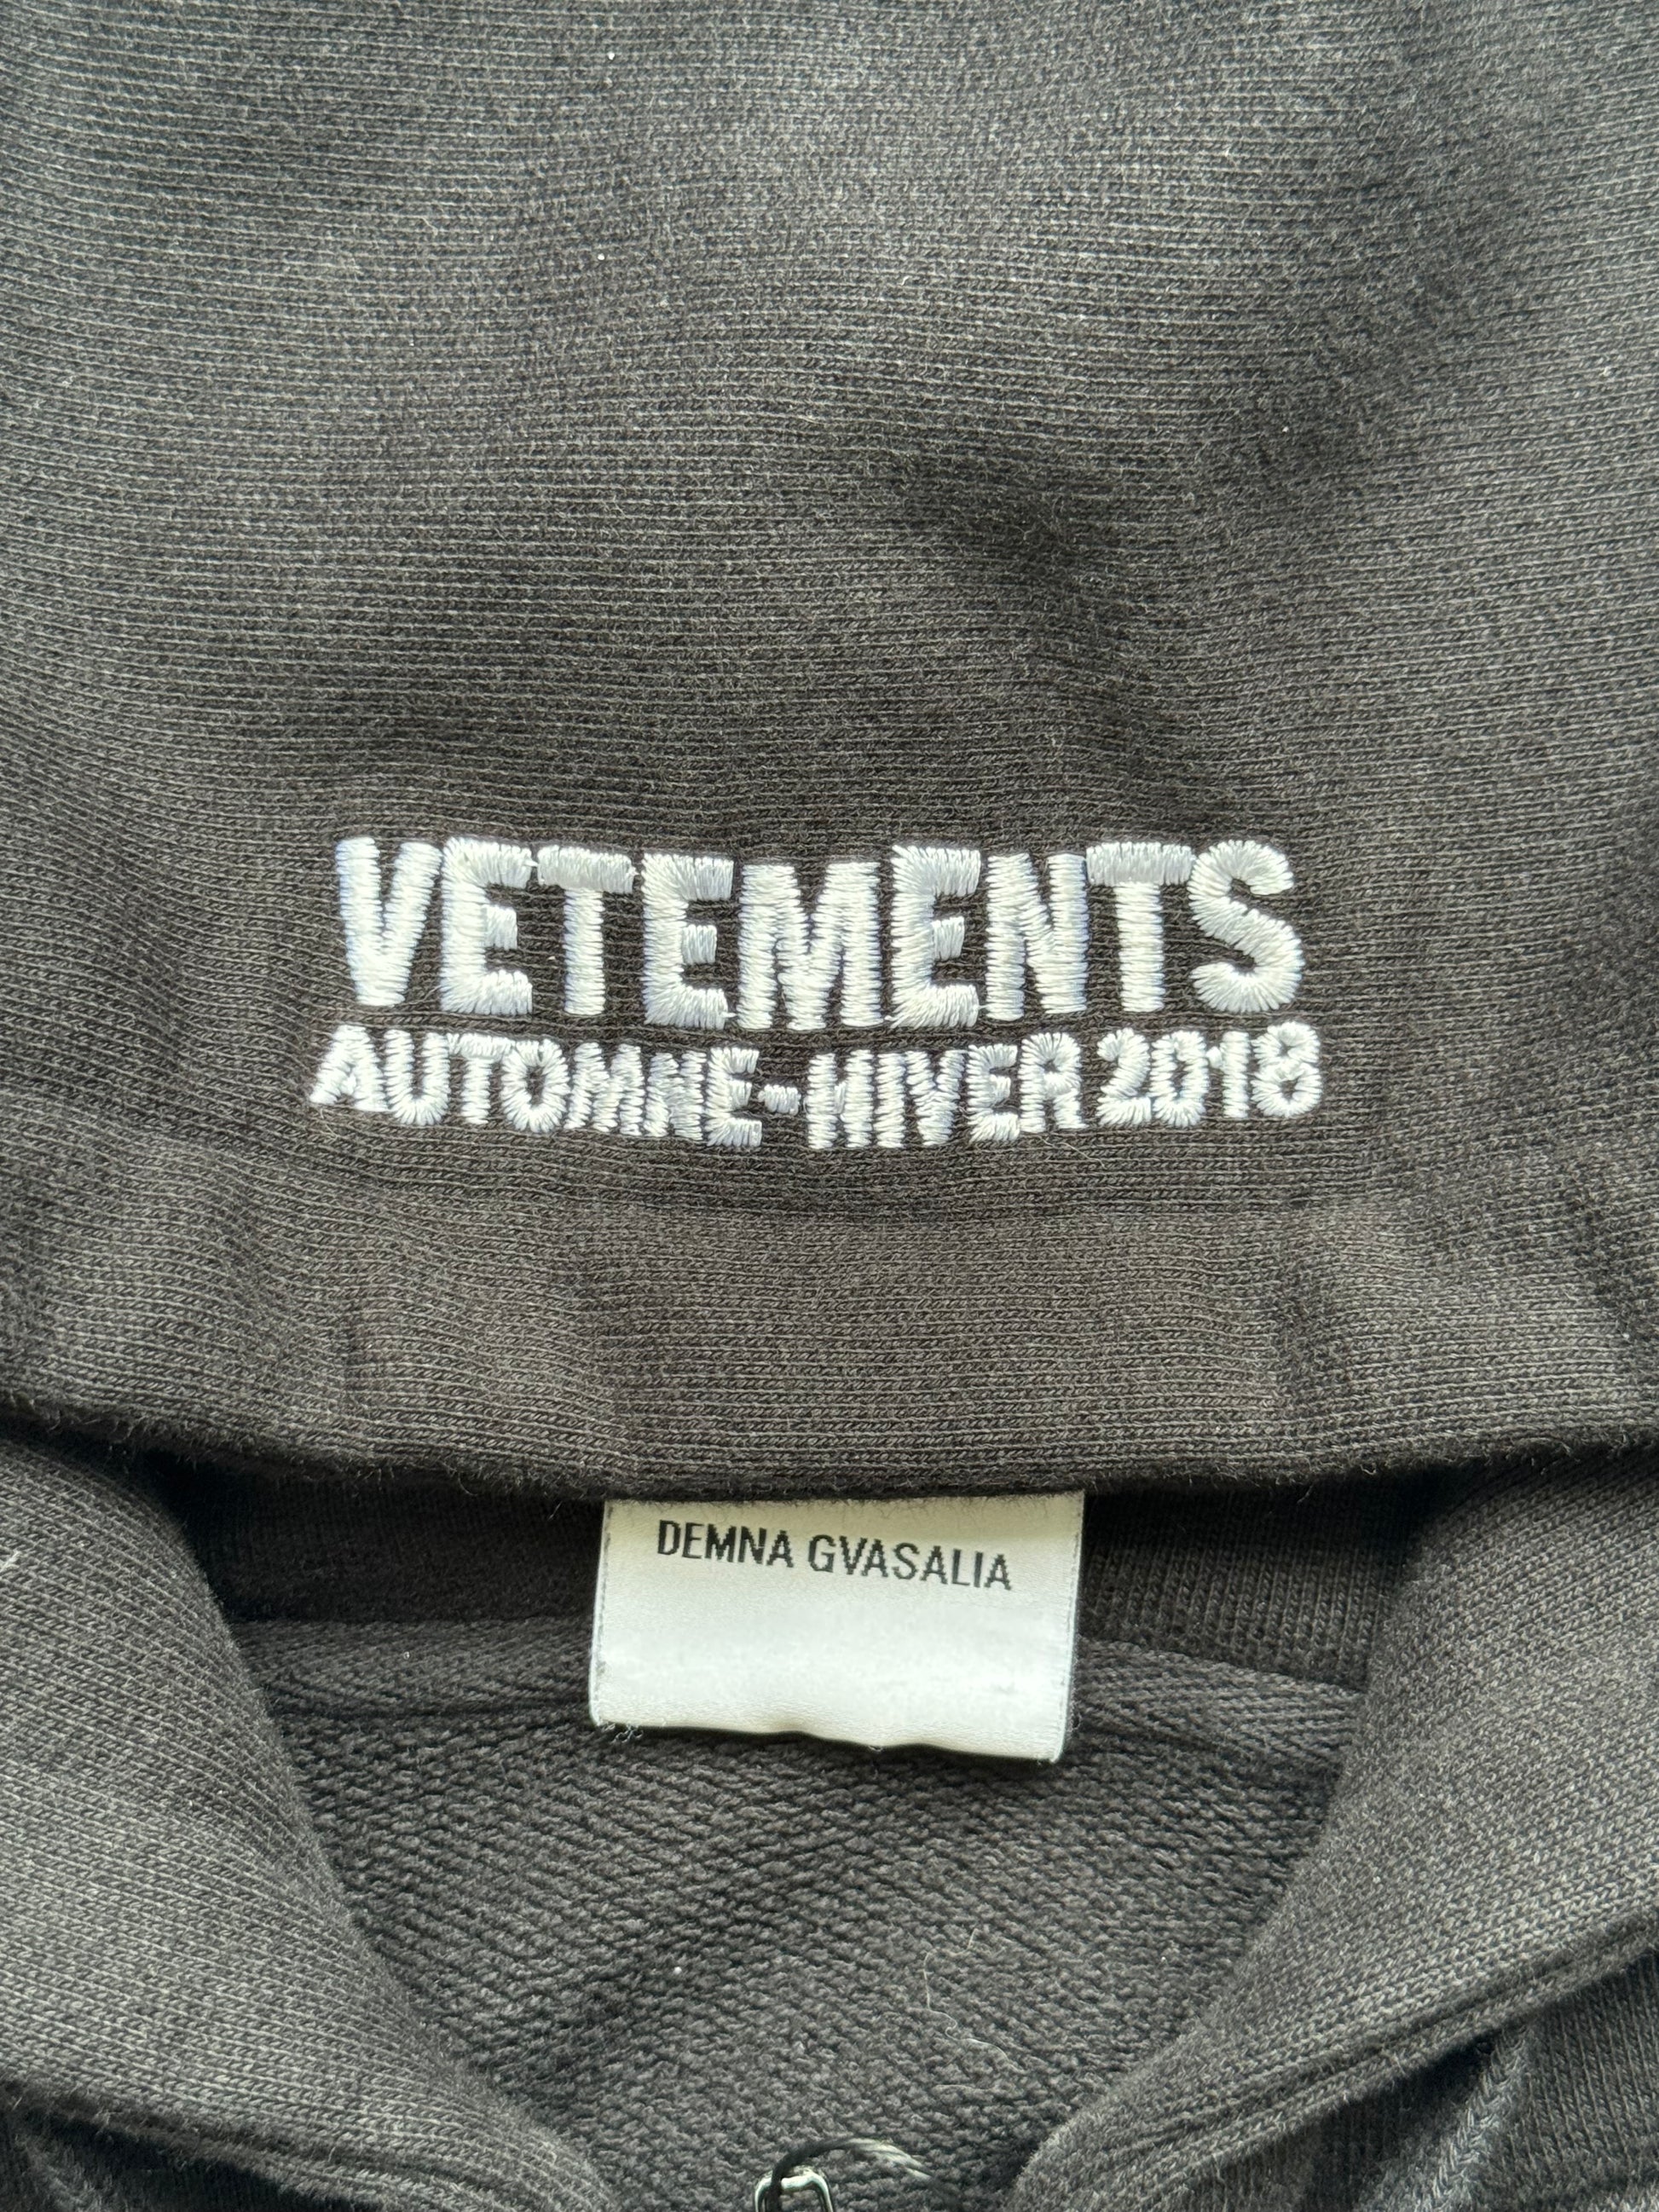 VETEMENTS
AUTOMNE-HIVER 2018
DEMNA GVASALIA